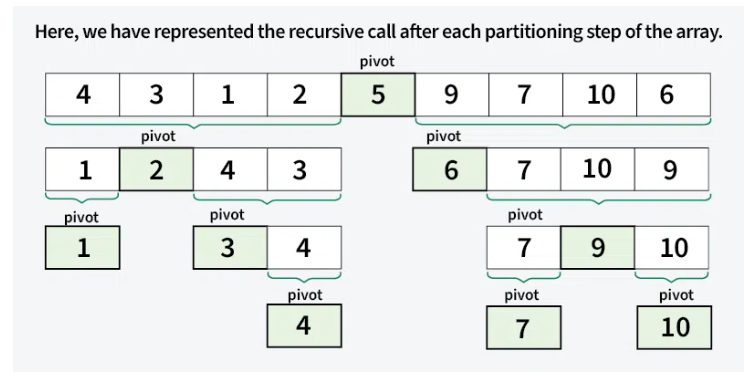 Here, we have represented the recursive call after each partitioning step of the array.
pivot
4 3 1 2 5 9 7 10 6
pivot pivot
1 2 4 3 6 7 10 9
pivot pivot pivot
1 3 4 7 9 10
pivot pivot pivot
4 7 10